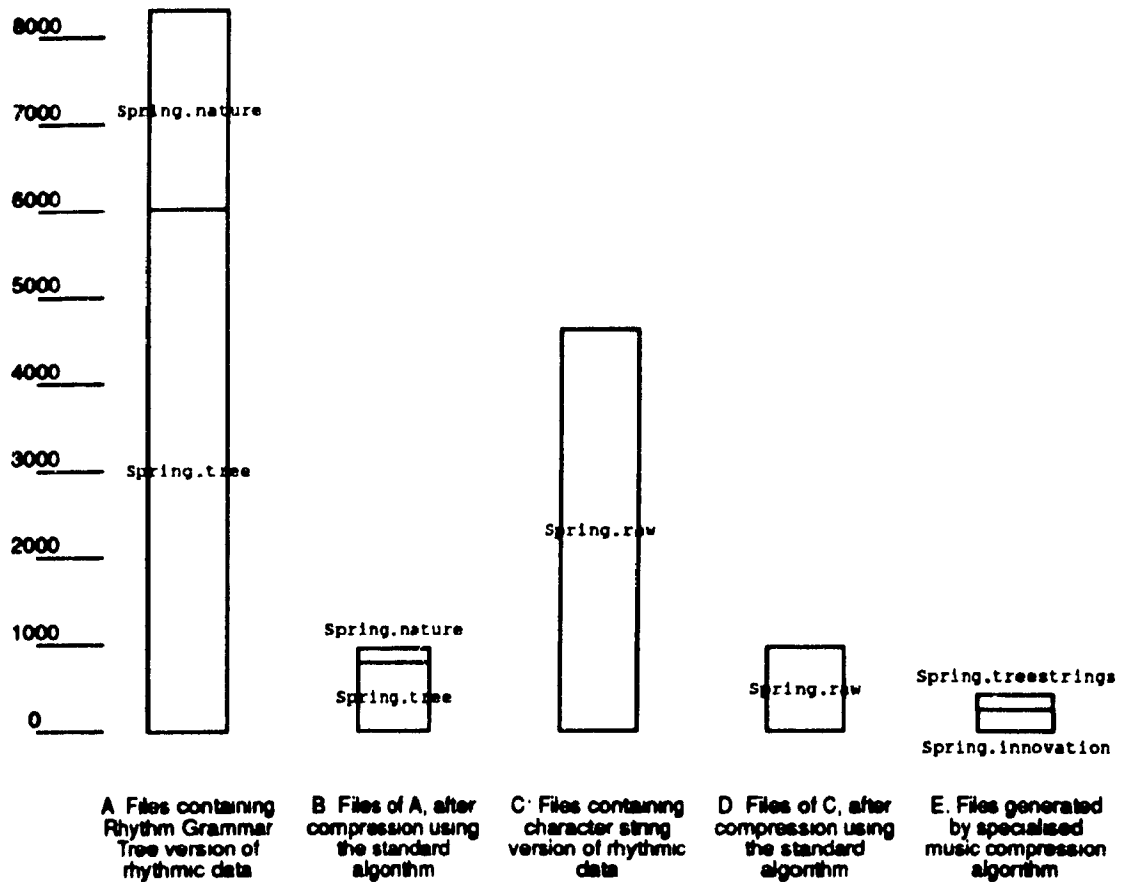 8000
Spring.nature
7000
6000
5000
4000
3000
Spring.tree
Spring.raw
2000
1000
Spring.nature
Spring.tree
Spring.raw
Spring.treestrings
0
Spring.innovation
A Files containing
Rhythm Grammar
Tree version of
rhythmic data
B Files of A, after
compression using
the standard
algorithm
C Files containing
character string
version of rhythmic
data
D Files of C, after
compression using
the standard
algorithm
E. Files generated
by specialised
music compression
algorithm